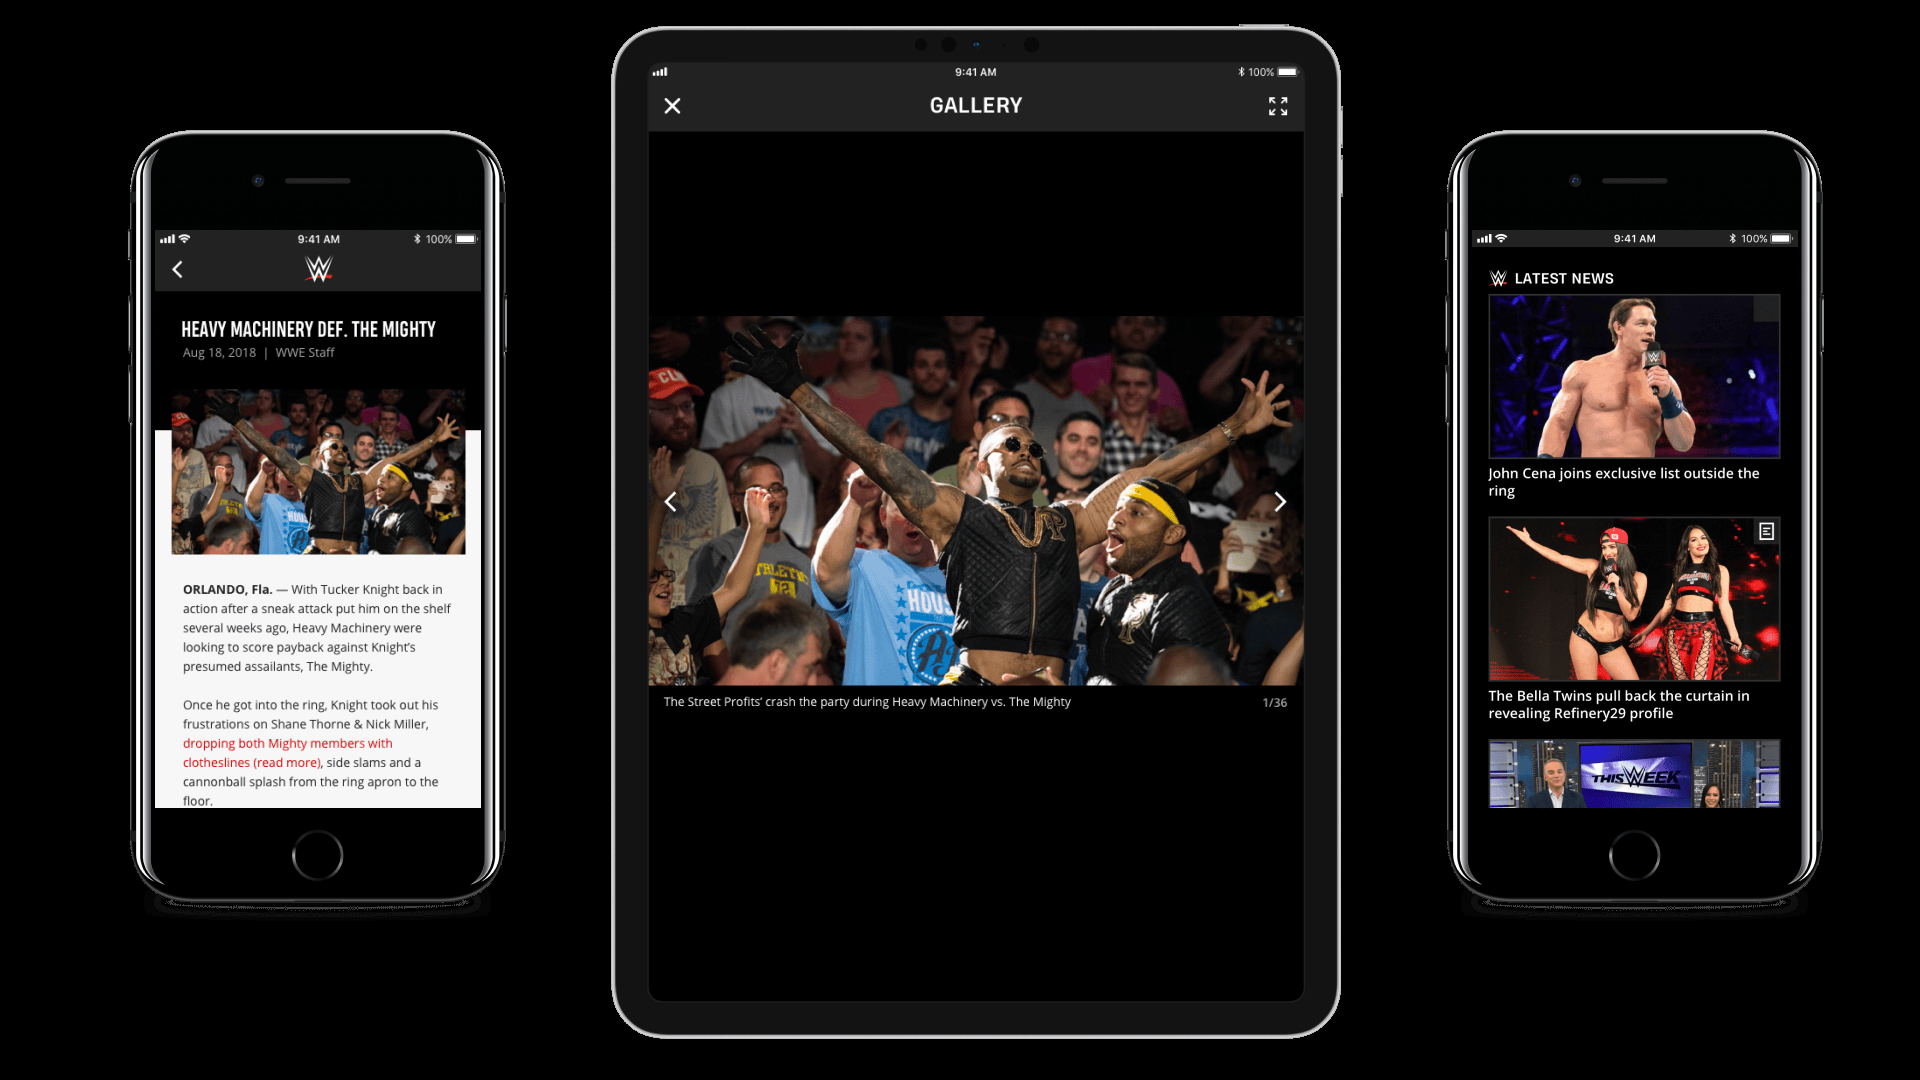 9:41 AM
100%
HEAVY MACHINERY DEF. THE MIGHTY
Aug 18, 2018 | WWE Staff
ORLANDO, Fla. — With Tucker Knight back in
action after a sneak attack put him on the shelf
several weeks ago, Heavy Machinery were
looking to score payback against Knight's
presumed assailants, The Mighty.
Once he got into the ring, Knight took out his
frustrations on Shane Thorne & Nick Miller,
dropping both Mighty members with
clotheslines (read more), side slams and a
cannonball splash from the ring apron to the
floor.
9:41 AM
100%
GALLERY
HOUS
The Street Profits' crash the party during Heavy Machinery vs. The Mighty
1/36
9:41 AM
100%
W LATEST NEWS
John Cena joins exclusive list outside the
ring
The Bella Twins pull back the curtain in
revealing Refinery29 profile
THIS WEEK